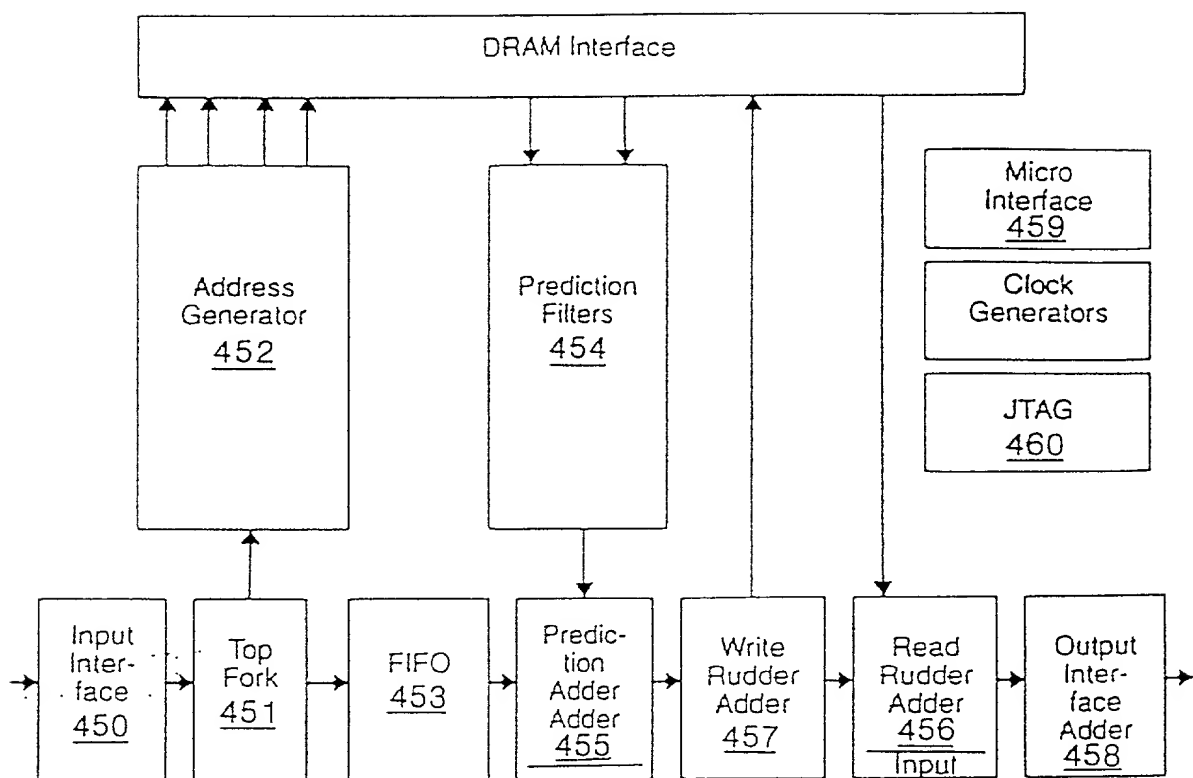 DRAM Interface
Micro
Interface
459
Clock
Generators
JTAG
460
Address
Generator
452
Prediction
Filters
454
Input
Inter-
face
450
Top
Fork
451
FIFO
453
Predic-
tion
Adder
Adder
455
Write
Rudder
Adder
457
Read
Rudder
Adder
456
Input
Output
Inter-
face
Adder
458